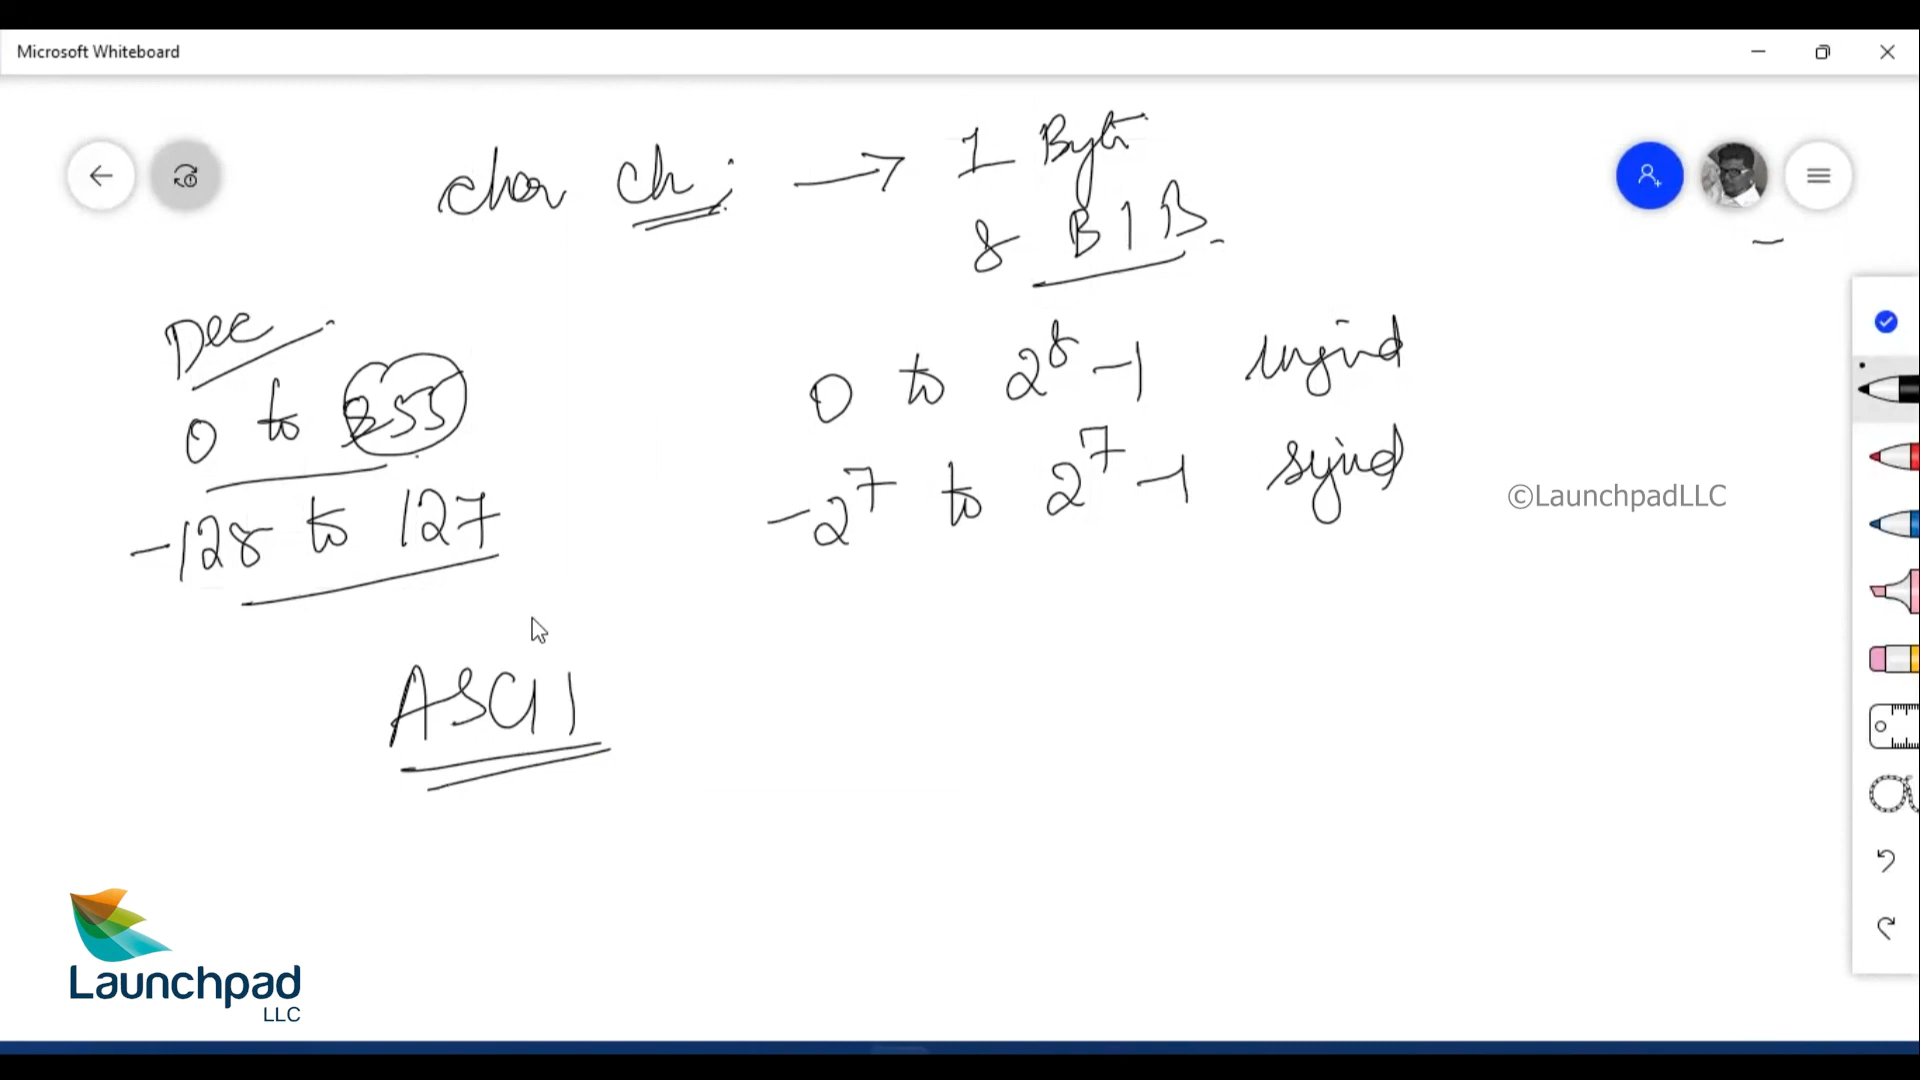 Microsoft Whiteboard
char ch; → 1 Byte
8 BITS.
Dec
0 to 255
-128 to 127
0 to 2⁸-1 unsigned
-2⁷ to 2⁷-1 signed
©LaunchpadLLC
ASCII
Launchpad
LLC